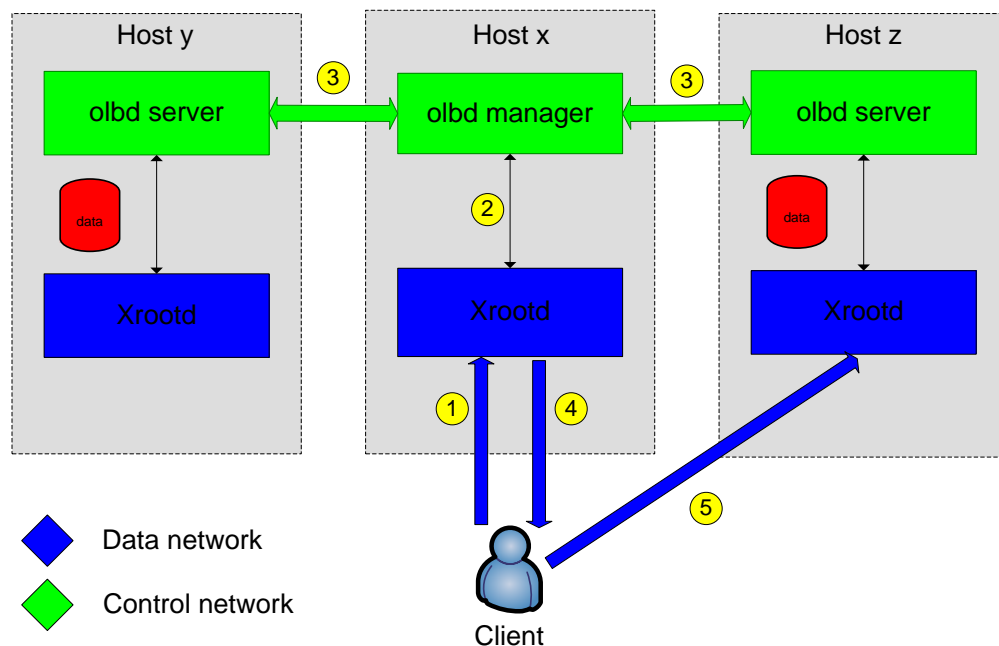 Host y
Host x
Host z
3
3
olbd server
olbd manager
olbd server
data
2
data
Xrootd
Xrootd
Xrootd
1
4
5
Data network
Control network
Client